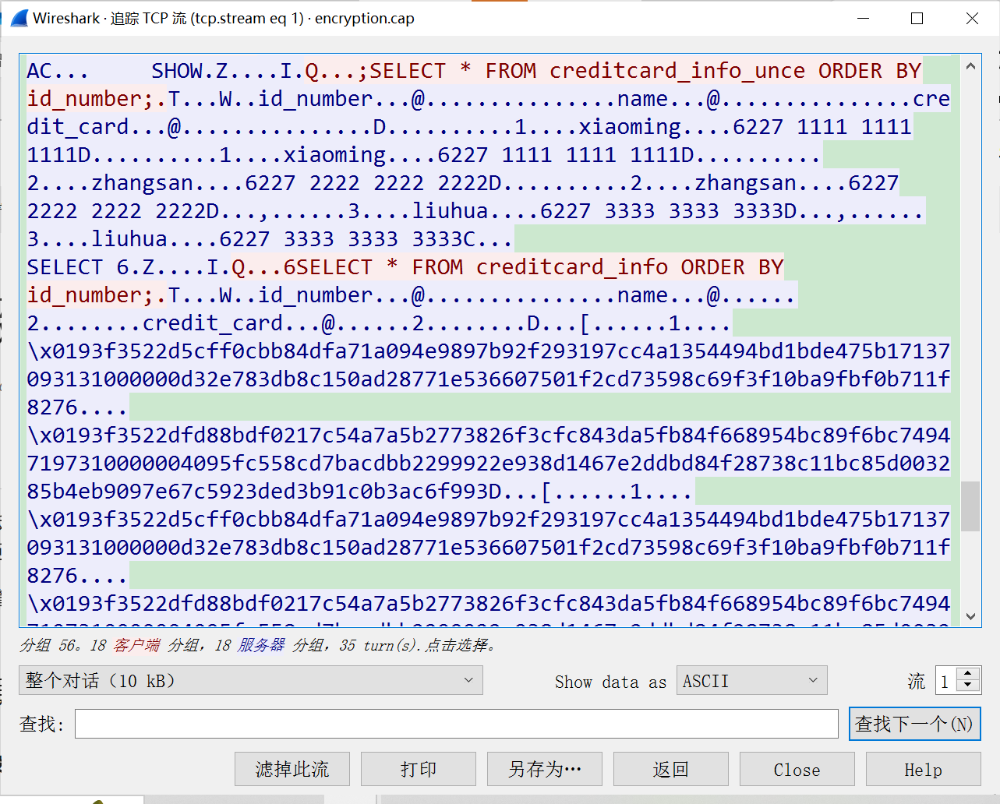 Wireshark · 追踪 TCP 流 (tcp.stream eq 1) · encryption.cap
AC...     SHOW.Z....I.Q...;SELECT * FROM creditcard_info_unce ORDER BY
id_number;.T...W..id_number...@...............name...@...............cre
dit_card...@...............D..........1....xiaoming....6227 1111 1111
1111D..........1....xiaoming....6227 1111 1111 1111D..........
2....zhangsan....6227 2222 2222 2222D..........2....zhangsan....6227
2222 2222 2222D...,......3....liuhua....6227 3333 3333 3333D...,......
3....liuhua....6227 3333 3333 3333C...
SELECT 6.Z....I.Q...6SELECT * FROM creditcard_info ORDER BY
id_number;.T...W..id_number...@...............name...@......
2........credit_card...@......2........D...[......1....
\x0193f3522d5cff0cbb84dfa71a094e9897b92f293197cc4a1354494bd1bde475b17137
093131000000d32e783db8c150ad28771e536607501f2cd73598c69f3f10ba9fbf0b711f
8276....
\x0193f3522dfd88bdf0217c54a7a5b2773826f3cfc843da5fb84f668954bc89f6bc7494
7197310000004095fc558cd7bacdbb2299922e938d1467e2ddbd84f28738c11bc85d0032
85b4eb9097e67c5923ded3b91c0b3ac6f993D...[......1....
\x0193f3522d5cff0cbb84dfa71a094e9897b92f293197cc4a1354494bd1bde475b17137
093131000000d32e783db8c150ad28771e536607501f2cd73598c69f3f10ba9fbf0b711f
8276....
\x0193f3522dfd88bdf0217c54a7a5b2773826f3cfc843da5fb84f668954bc89f6bc7494
分组 56。18 客户端 分组，18 服务器 分组，35 turn(s).点击选择。
整个对话（10 kB）
Show data as ASCII
流 1
查找:
查找下一个(N)
滤掉此流
打印
另存为…
返回
Close
Help